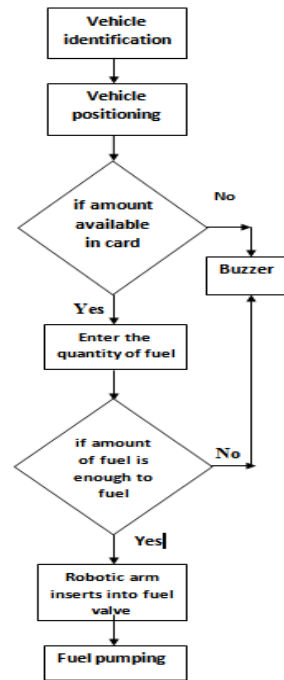 Vehicle
identification
Vehicle
positioning
if amount
available
in card
No
Buzzer
Yes
Enter the
quantity of fuel
if amount
of fuel is
enough to
fuel
No
Yes
Robotic arm
inserts into fuel
valve
Fuel pumping